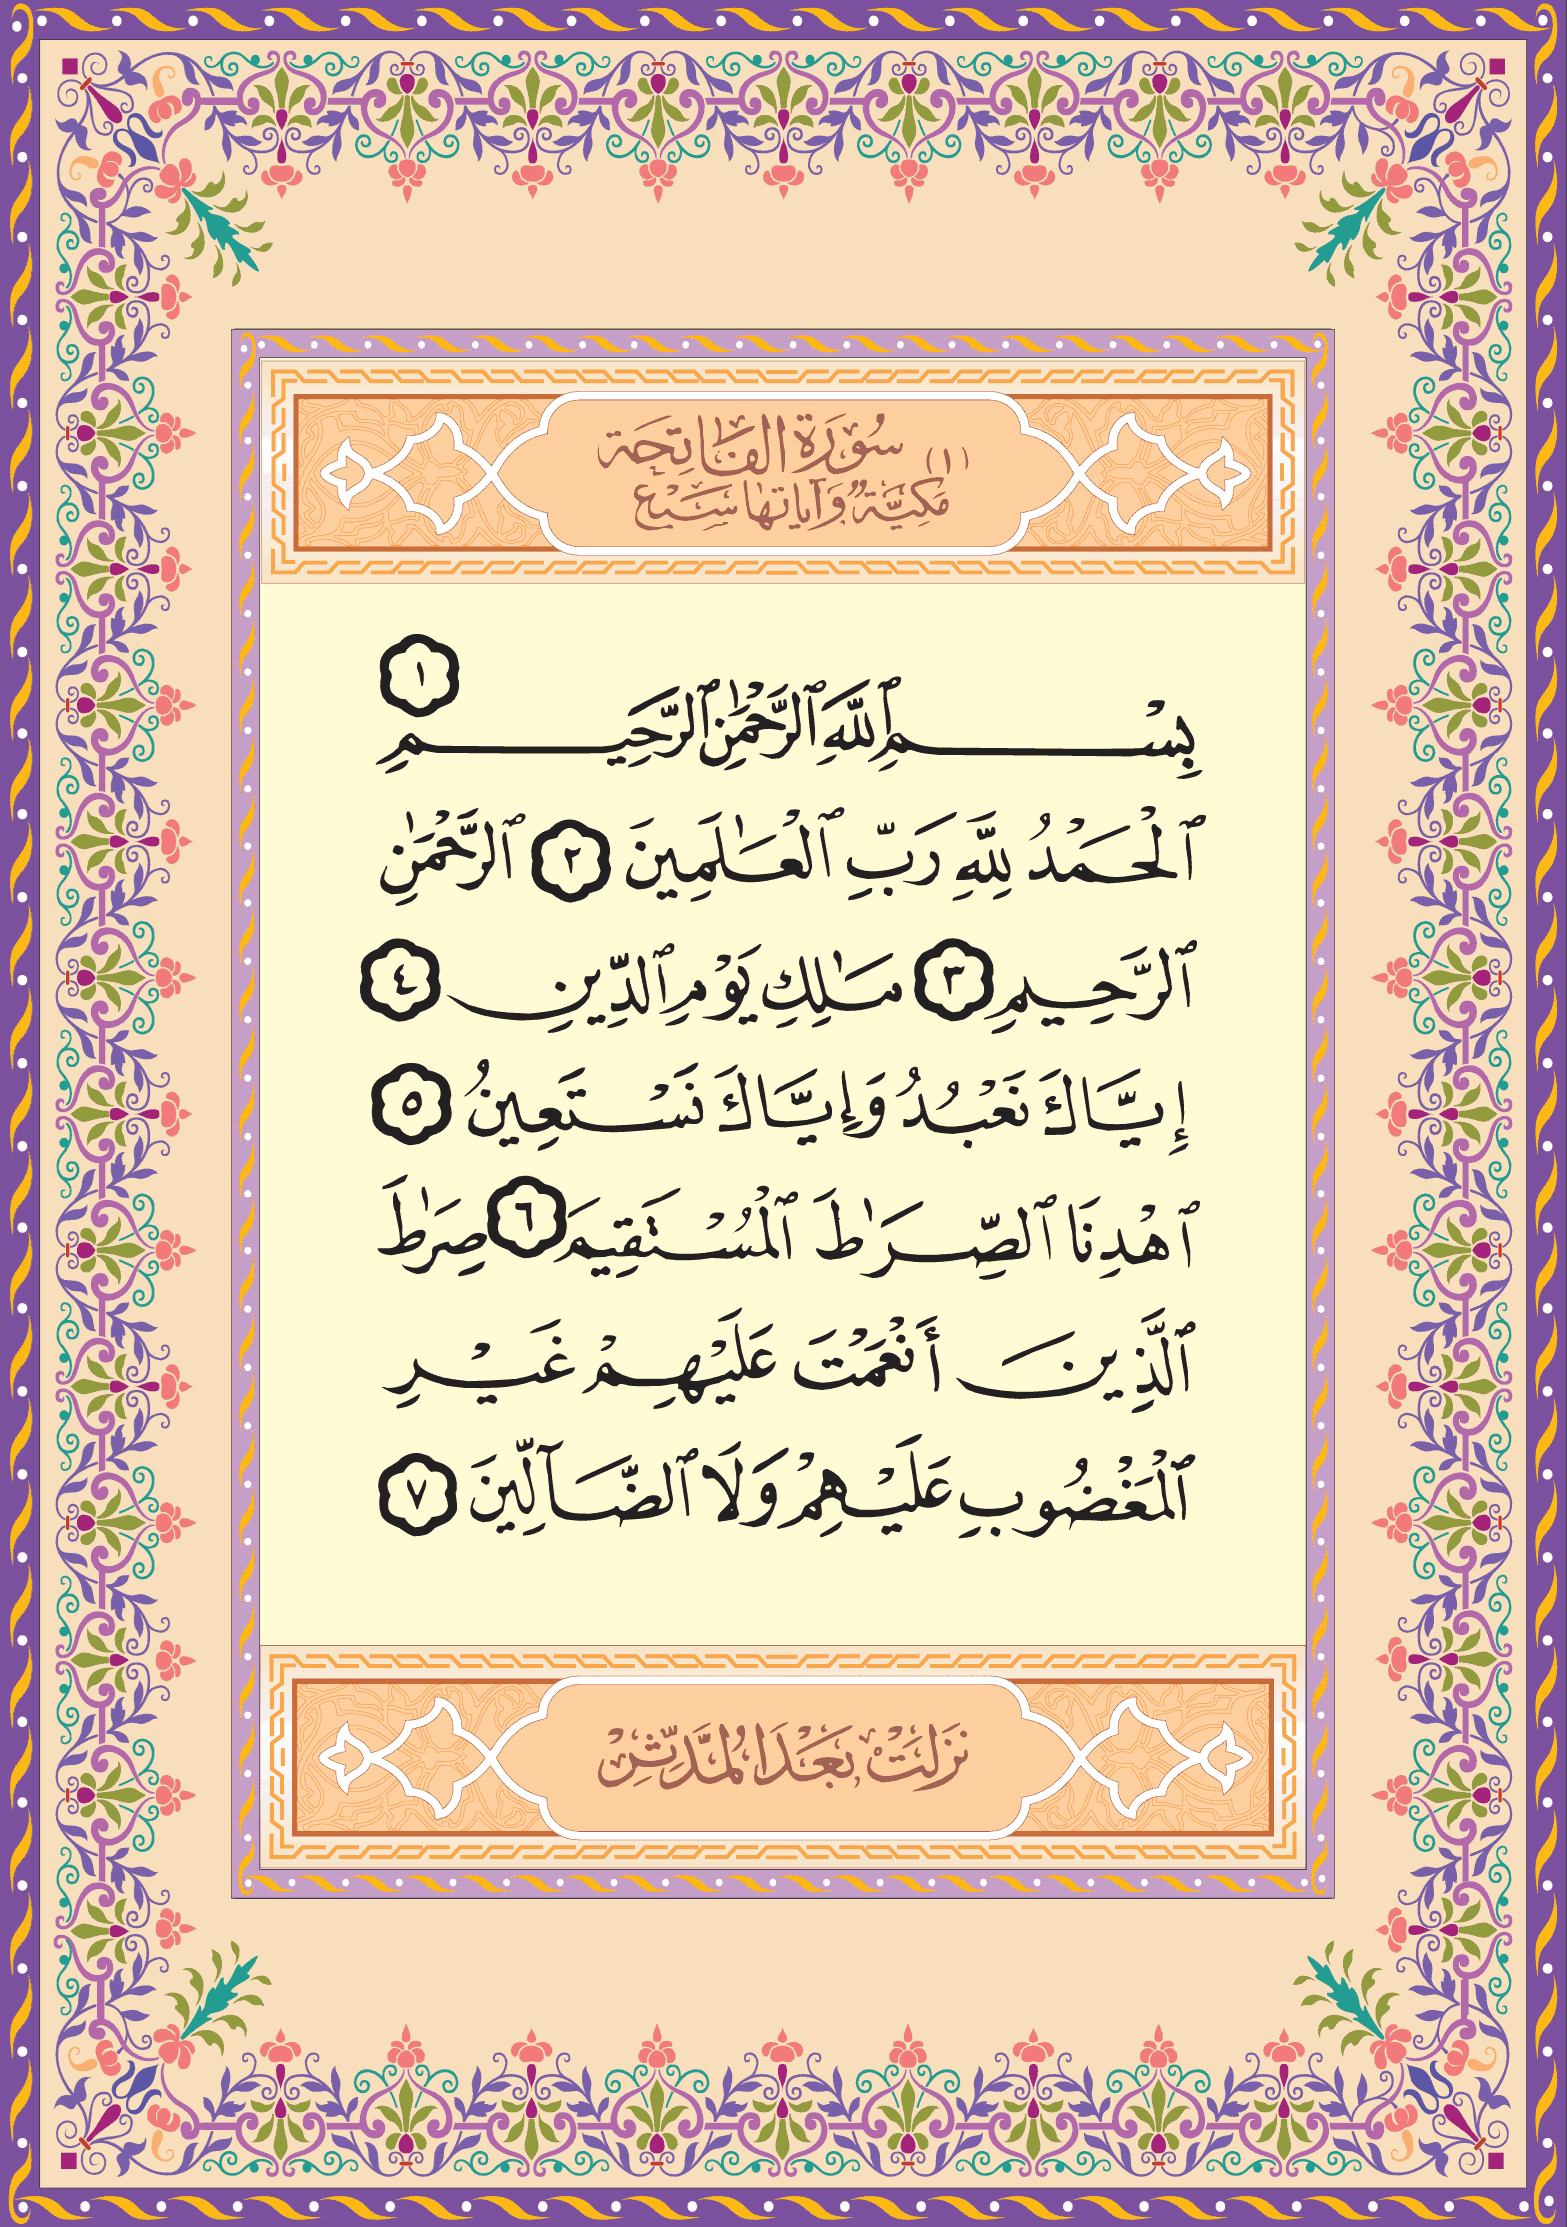 (١) سُورَةُ الفَاتِحَة
مَكِيَّةٌ وَآيَاتُهَا سَبْعٌ
بِسْمِ ٱللَّهِ ٱلرَّحْمَٰنِ ٱلرَّحِيمِ ١
ٱلْحَمْدُ لِلَّهِ رَبِّ ٱلْعَٰلَمِينَ ٢ ٱلرَّحْمَٰنِ
ٱلرَّحِيمِ ٣ مَٰلِكِ يَوْمِ ٱلدِّينِ ٤
إِيَّاكَ نَعْبُدُ وَإِيَّاكَ نَسْتَعِينُ ٥
ٱهْدِنَا ٱلصِّرَٰطَ ٱلْمُسْتَقِيمَ ٦ صِرَٰطَ
ٱلَّذِينَ أَنْعَمْتَ عَلَيْهِمْ غَيْرِ
ٱلْمَغْضُوبِ عَلَيْهِمْ وَلَا ٱلضَّآلِّينَ ٧
نَزَلَتْ بَعْدَ المُدَّثِّرْ